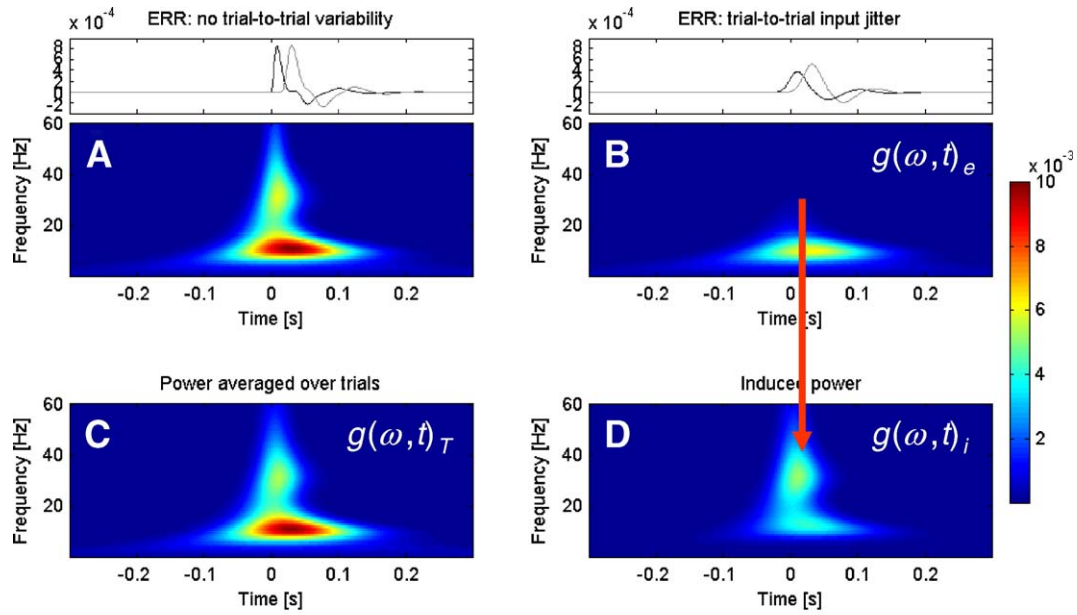 ERR: no trial-to-trial variability
x 10⁻⁴
8
6
4
2
0
-2
60
40
20
Frequency [Hz]
A
-0.2 -0.1 0 0.1 0.2
Time [s]
ERR: trial-to-trial input jitter
x 10⁻⁴
8
6
4
2
0
-2
60
40
20
Frequency [Hz]
B
g(ω,t)ₑ
-0.2 -0.1 0 0.1 0.2
Time [s]
x 10⁻³
10
8
6
4
2
Power averaged over trials
60
40
20
Frequency [Hz]
C
g(ω,t)_T
-0.2 -0.1 0 0.1 0.2
Time [s]
Induced power
60
40
20
Frequency [Hz]
D
g(ω,t)ᵢ
-0.2 -0.1 0 0.1 0.2
Time [s]